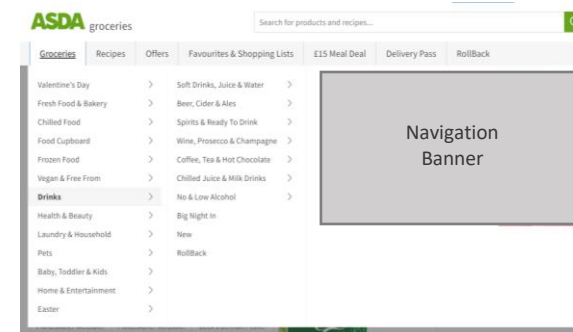 ASDA groceries
Search for products and recipes...
Groceries Recipes Offers Favourites & Shopping Lists £15 Meal Deal Delivery Pass RollBack
Valentine's Day
Fresh Food & Bakery
Chilled Food
Food Cupboard
Frozen Food
Vegan & Free From
Drinks
Health & Beauty
Laundry & Household
Pets
Baby, Toddler & Kids
Home & Entertainment
Easter
Soft Drinks, Juice & Water
Beer, Cider & Ales
Spirits & Ready To Drink
Wine, Prosecco & Champagne
Coffee, Tea & Hot Chocolate
Chilled Juice & Milk Drinks
No & Low Alcohol
Big Night In
New
RollBack
Navigation
Banner